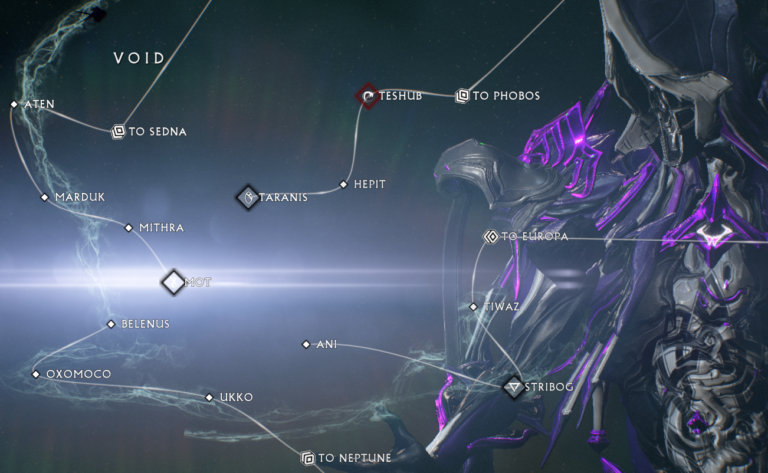 VOID
TESHUB
TO PHOBOS
ATEN
TO SEDNA
HEPIT
TARANIS
MARDUK
MITHRA
TO EUROPA
MOT
TIWAZ
BELENUS
ANI
OXOMOCO
STRIBOG
UKKO
TO NEPTUNE